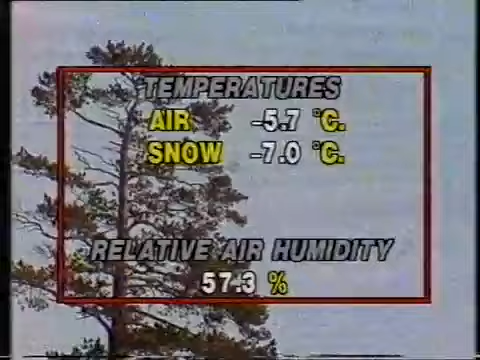 TEMPERATURES
AIR -5.7 °C.
SNOW -7.0 °C.
RELATIVE AIR HUMIDITY
57.3 %